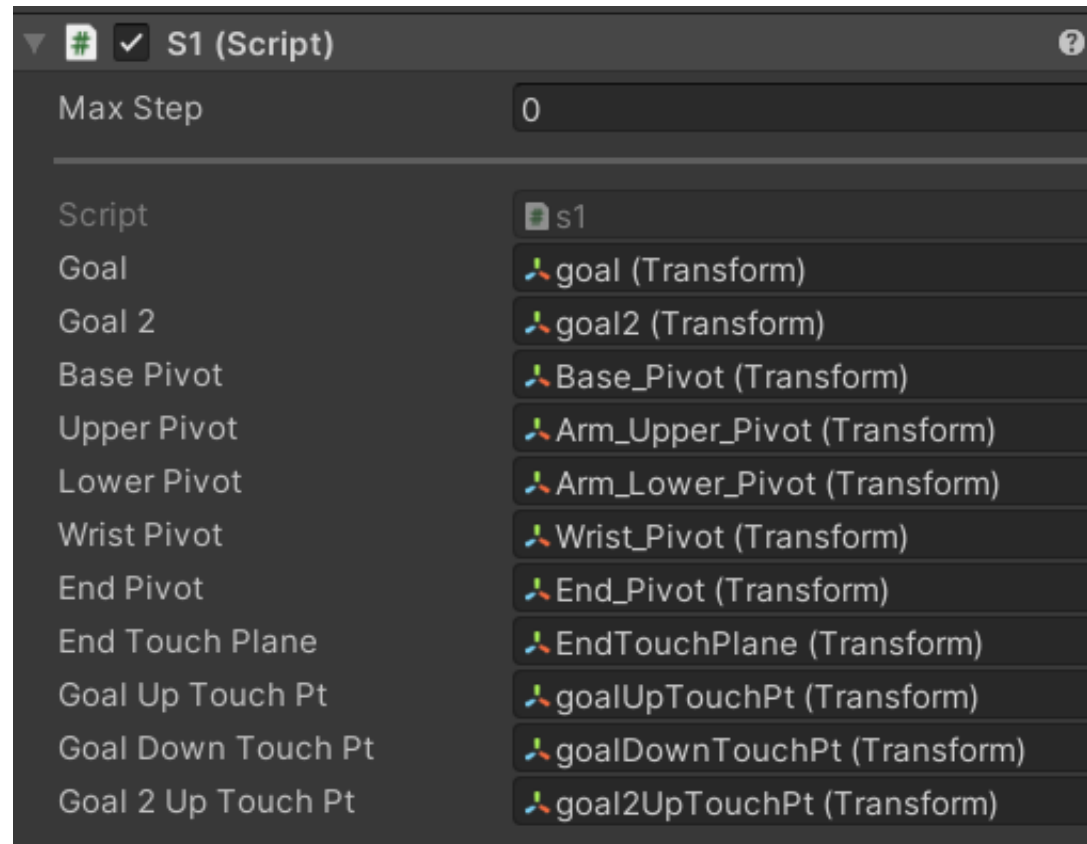 # S1 (Script) ?
Max Step 0
Script # s1
Goal goal (Transform)
Goal 2 goal2 (Transform)
Base Pivot Base_Pivot (Transform)
Upper Pivot Arm_Upper_Pivot (Transform)
Lower Pivot Arm_Lower_Pivot (Transform)
Wrist Pivot Wrist_Pivot (Transform)
End Pivot End_Pivot (Transform)
End Touch Plane EndTouchPlane (Transform)
Goal Up Touch Pt goalUpTouchPt (Transform)
Goal Down Touch Pt goalDownTouchPt (Transform)
Goal 2 Up Touch Pt goal2UpTouchPt (Transform)